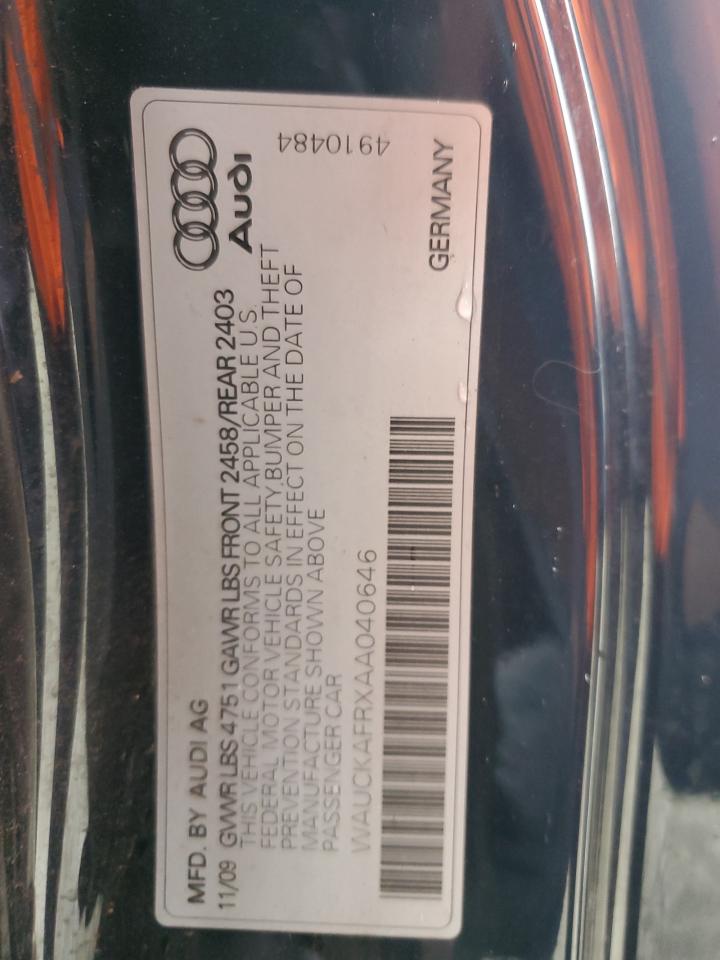 MFD. BY AUDI AG
11/09 GVWR LBS 4751 GAWR LBS FRONT 2458/REAR 2403
THIS VEHICLE CONFORMS TO ALL APPLICABLE U.S.
FEDERAL MOTOR VEHICLE SAFETY,BUMPER AND THEFT
PREVENTION STANDARDS IN EFFECT ON THE DATE OF
MANUFACTURE SHOWN ABOVE
PASSENGER CAR
WAUCKAFRXAA040646
Audi
4910484
GERMANY